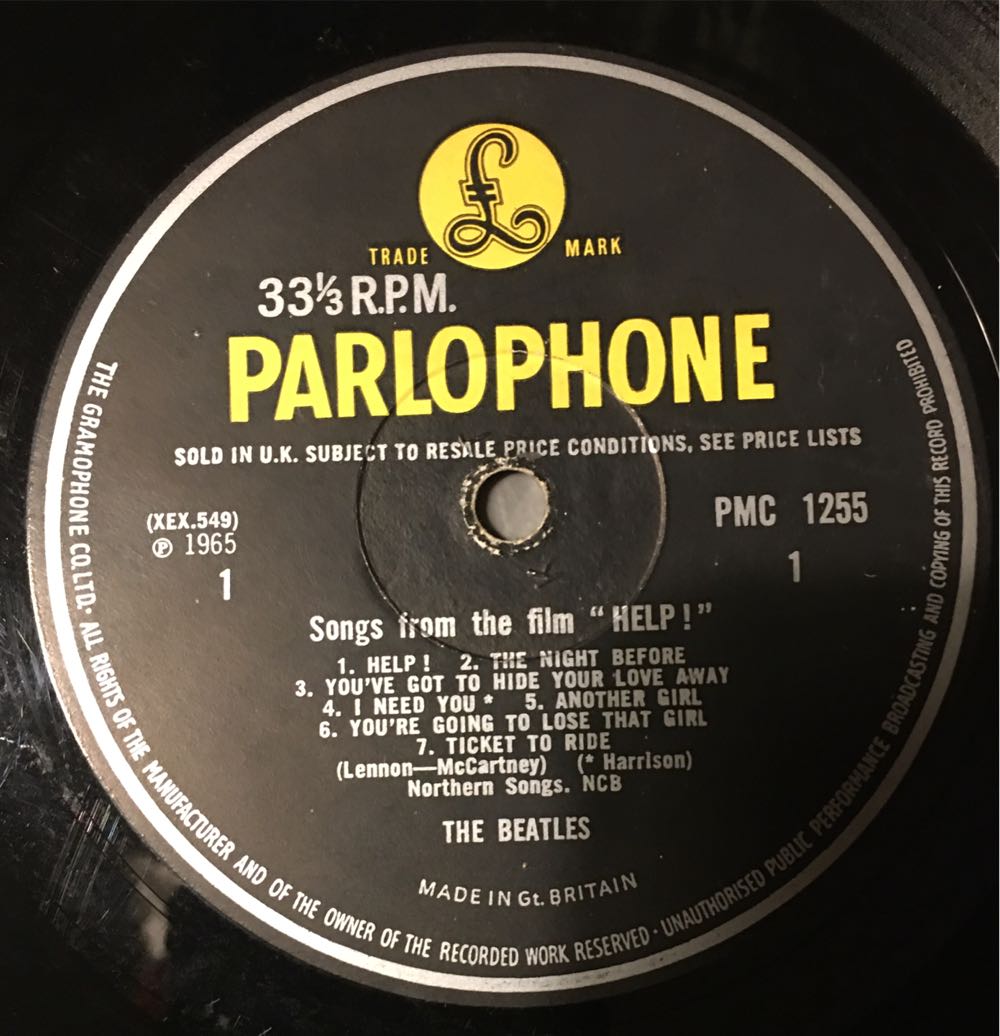 £
TRADE MARK
33⅓ R.P.M.
PARLOPHONE
SOLD IN U.K. SUBJECT TO RESALE PRICE CONDITIONS, SEE PRICE LISTS
(XEX.549)
℗ 1965
1
PMC 1255
1
Songs from the film "HELP!"
1. HELP! 2. THE NIGHT BEFORE
3. YOU'VE GOT TO HIDE YOUR LOVE AWAY
4. I NEED YOU * 5. ANOTHER GIRL
6. YOU'RE GOING TO LOSE THAT GIRL
7. TICKET TO RIDE
(Lennon—McCartney) (* Harrison)
Northern Songs. NCB
THE BEATLES
MADE IN Gt. BRITAIN
THE GRAMOPHONE CO. LTD. · ALL RIGHTS OF THE MANUFACTURER AND OF THE OWNER OF THE RECORDED WORK RESERVED · UNAUTHORISED PUBLIC PERFORMANCE BROADCASTING AND COPYING OF THIS RECORD PROHIBITED